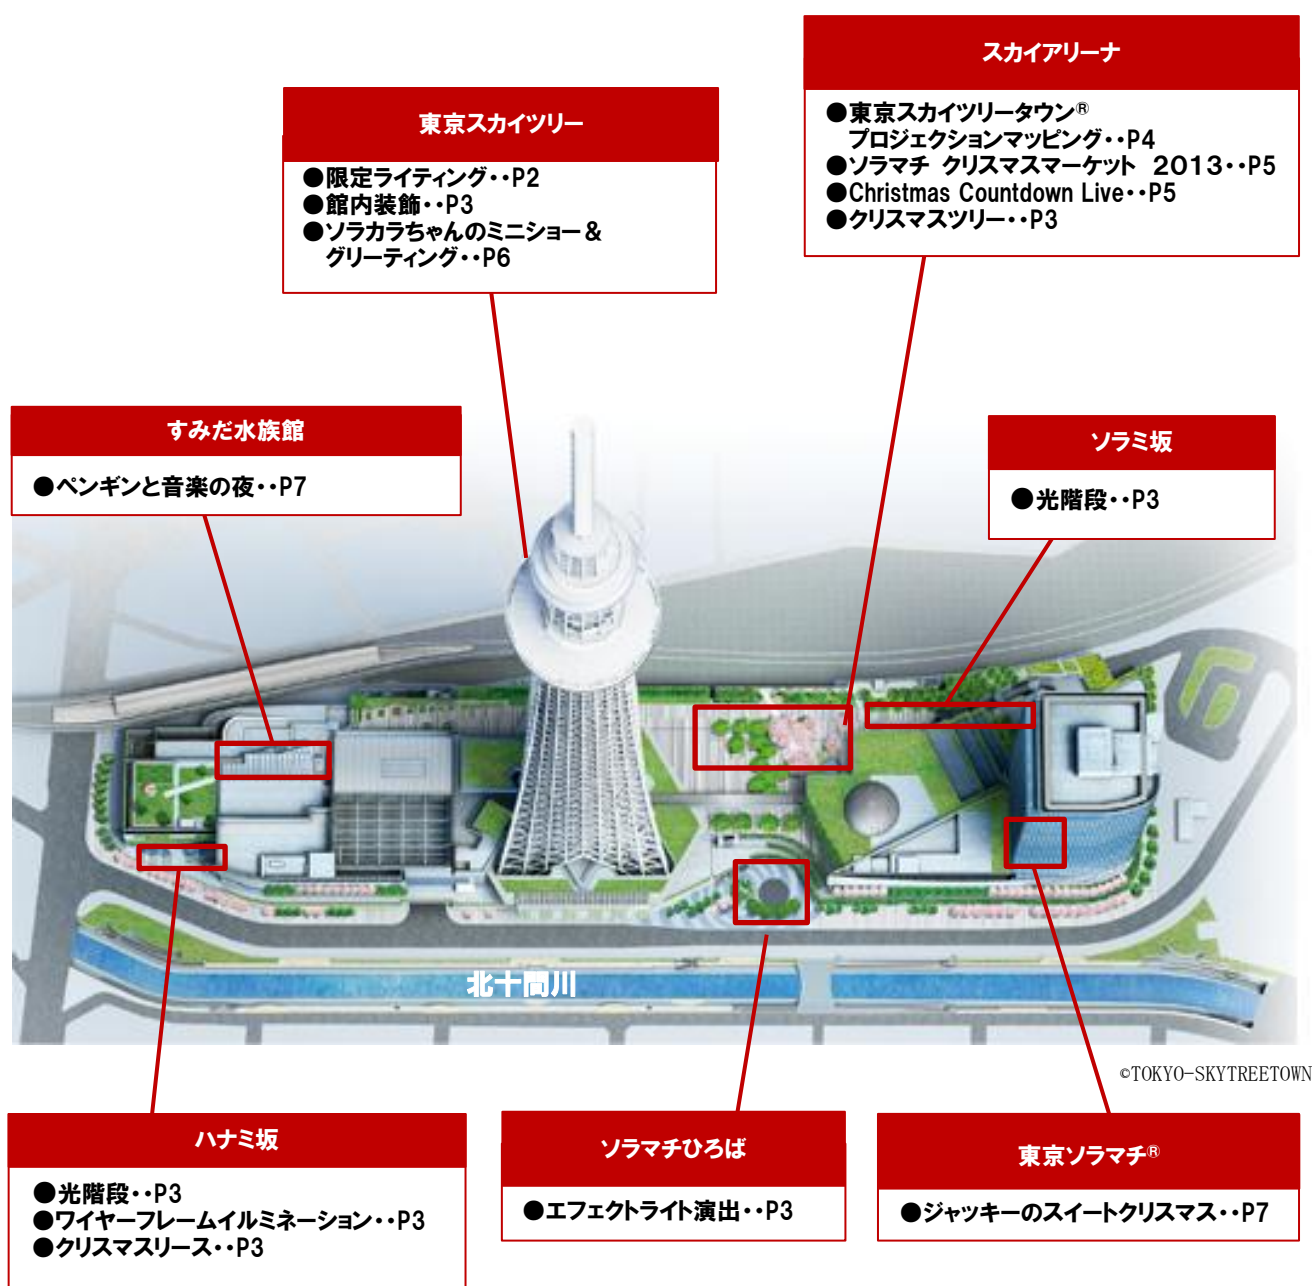 スカイアリーナ
●東京スカイツリータウン®
プロジェクションマッピング・・P4
●ソラマチ クリスマスマーケット 2013・・P5
●Christmas Countdown Live・・P5
●クリスマスツリー・・P3
東京スカイツリー
●限定ライティング・・P2
●館内装飾・・P3
●ソラカラちゃんのミニショー&
グリーティング・・P6
すみだ水族館
●ペンギンと音楽の夜・・P7
ソラミ坂
●光階段・・P3
北十間川
©TOKYO-SKYTREETOWN
ハナミ坂
●光階段・・P3
●ワイヤーフレームイルミネーション・・P3
●クリスマスリース・・P3
ソラマチひろば
●エフェクトライト演出・・P3
東京ソラマチ®
●ジャッキーのスイートクリスマス・・P7